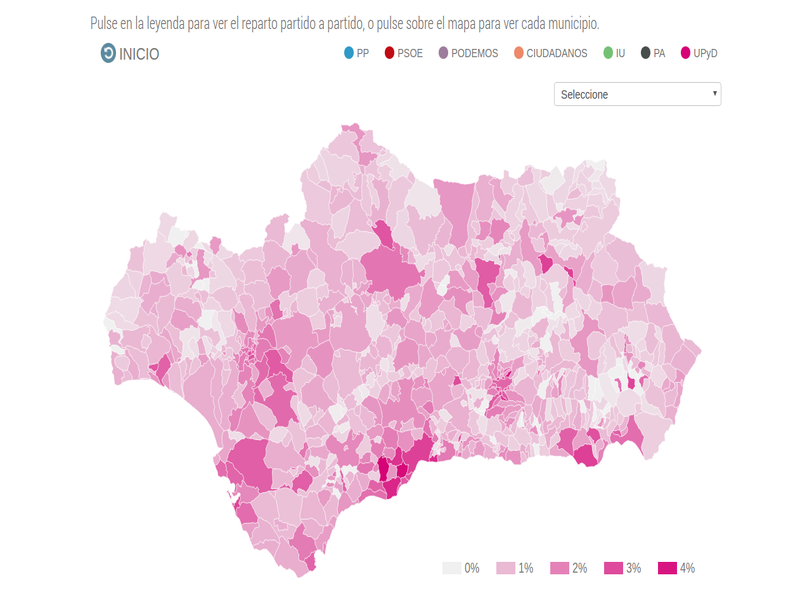 Pulse en la leyenda para ver el reparto partido a partido, o pulse sobre el mapa para ver cada municipio.
INICIO
PP PSOE PODEMOS CIUDADANOS IU PA UPyD
Seleccione
0% 1% 2% 3% 4%